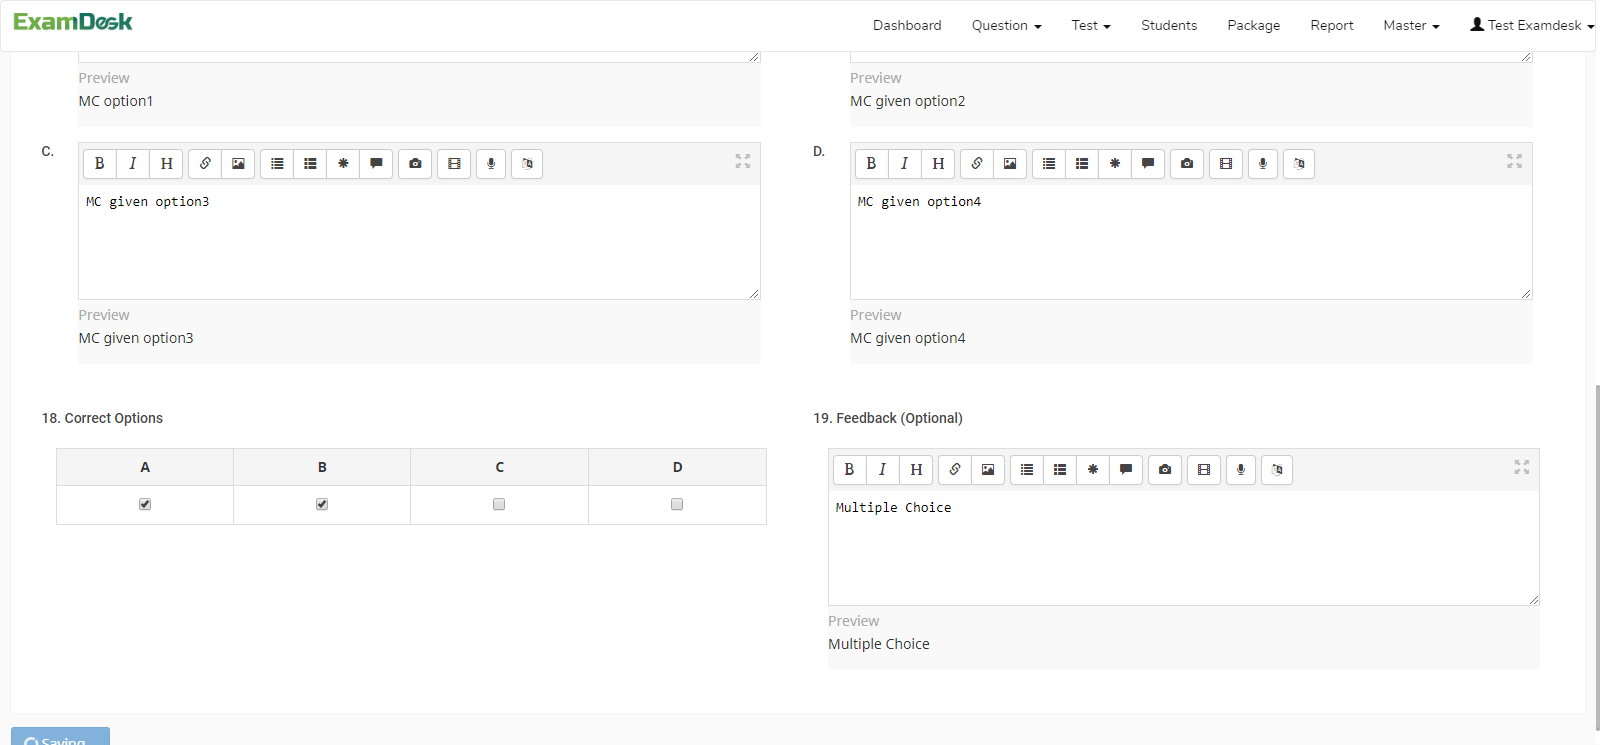 ExamDesk
Dashboard Question Test Students Package Report Master Test Examdesk
Preview
MC option1
Preview
MC given option2
C.
B I H
MC given option3
Preview
MC given option3
D.
B I H
MC given option4
Preview
MC given option4
18. Correct Options
A B C D
19. Feedback (Optional)
B I H
Multiple Choice
Preview
Multiple Choice
Saving...